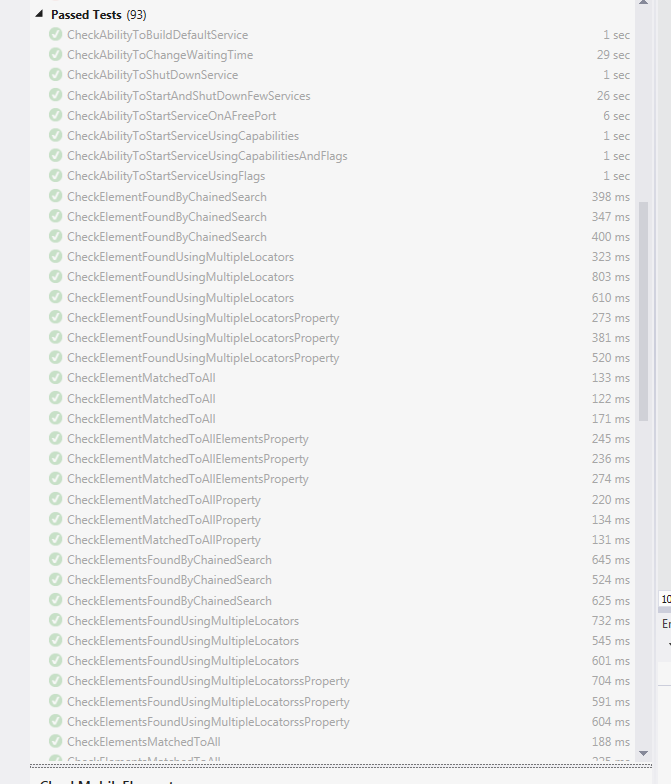 Passed Tests (93)
CheckAbilityToBuildDefaultService 1 sec
CheckAbilityToChangeWaitingTime 29 sec
CheckAbilityToShutDownService 1 sec
CheckAbilityToStartAndShutDownFewServices 26 sec
CheckAbilityToStartServiceOnAFreePort 6 sec
CheckAbilityToStartServiceUsingCapabilities 1 sec
CheckAbilityToStartServiceUsingCapabilitiesAndFlags 1 sec
CheckAbilityToStartServiceUsingFlags 1 sec
CheckElementFoundByChainedSearch 398 ms
CheckElementFoundByChainedSearch 347 ms
CheckElementFoundByChainedSearch 400 ms
CheckElementFoundUsingMultipleLocators 323 ms
CheckElementFoundUsingMultipleLocators 803 ms
CheckElementFoundUsingMultipleLocators 610 ms
CheckElementFoundUsingMultipleLocatorsProperty 273 ms
CheckElementFoundUsingMultipleLocatorsProperty 381 ms
CheckElementFoundUsingMultipleLocatorsProperty 520 ms
CheckElementMatchedToAll 133 ms
CheckElementMatchedToAll 122 ms
CheckElementMatchedToAll 171 ms
CheckElementMatchedToAllElementsProperty 245 ms
CheckElementMatchedToAllElementsProperty 236 ms
CheckElementMatchedToAllElementsProperty 274 ms
CheckElementMatchedToAllProperty 220 ms
CheckElementMatchedToAllProperty 134 ms
CheckElementMatchedToAllProperty 131 ms
CheckElementsFoundByChainedSearch 645 ms
CheckElementsFoundByChainedSearch 524 ms
CheckElementsFoundByChainedSearch 625 ms
CheckElementsFoundUsingMultipleLocators 732 ms
CheckElementsFoundUsingMultipleLocators 545 ms
CheckElementsFoundUsingMultipleLocators 601 ms
CheckElementsFoundUsingMultipleLocatorssProperty 704 ms
CheckElementsFoundUsingMultipleLocatorssProperty 591 ms
CheckElementsFoundUsingMultipleLocatorssProperty 604 ms
CheckElementsMatchedToAll 188 ms
10
Er